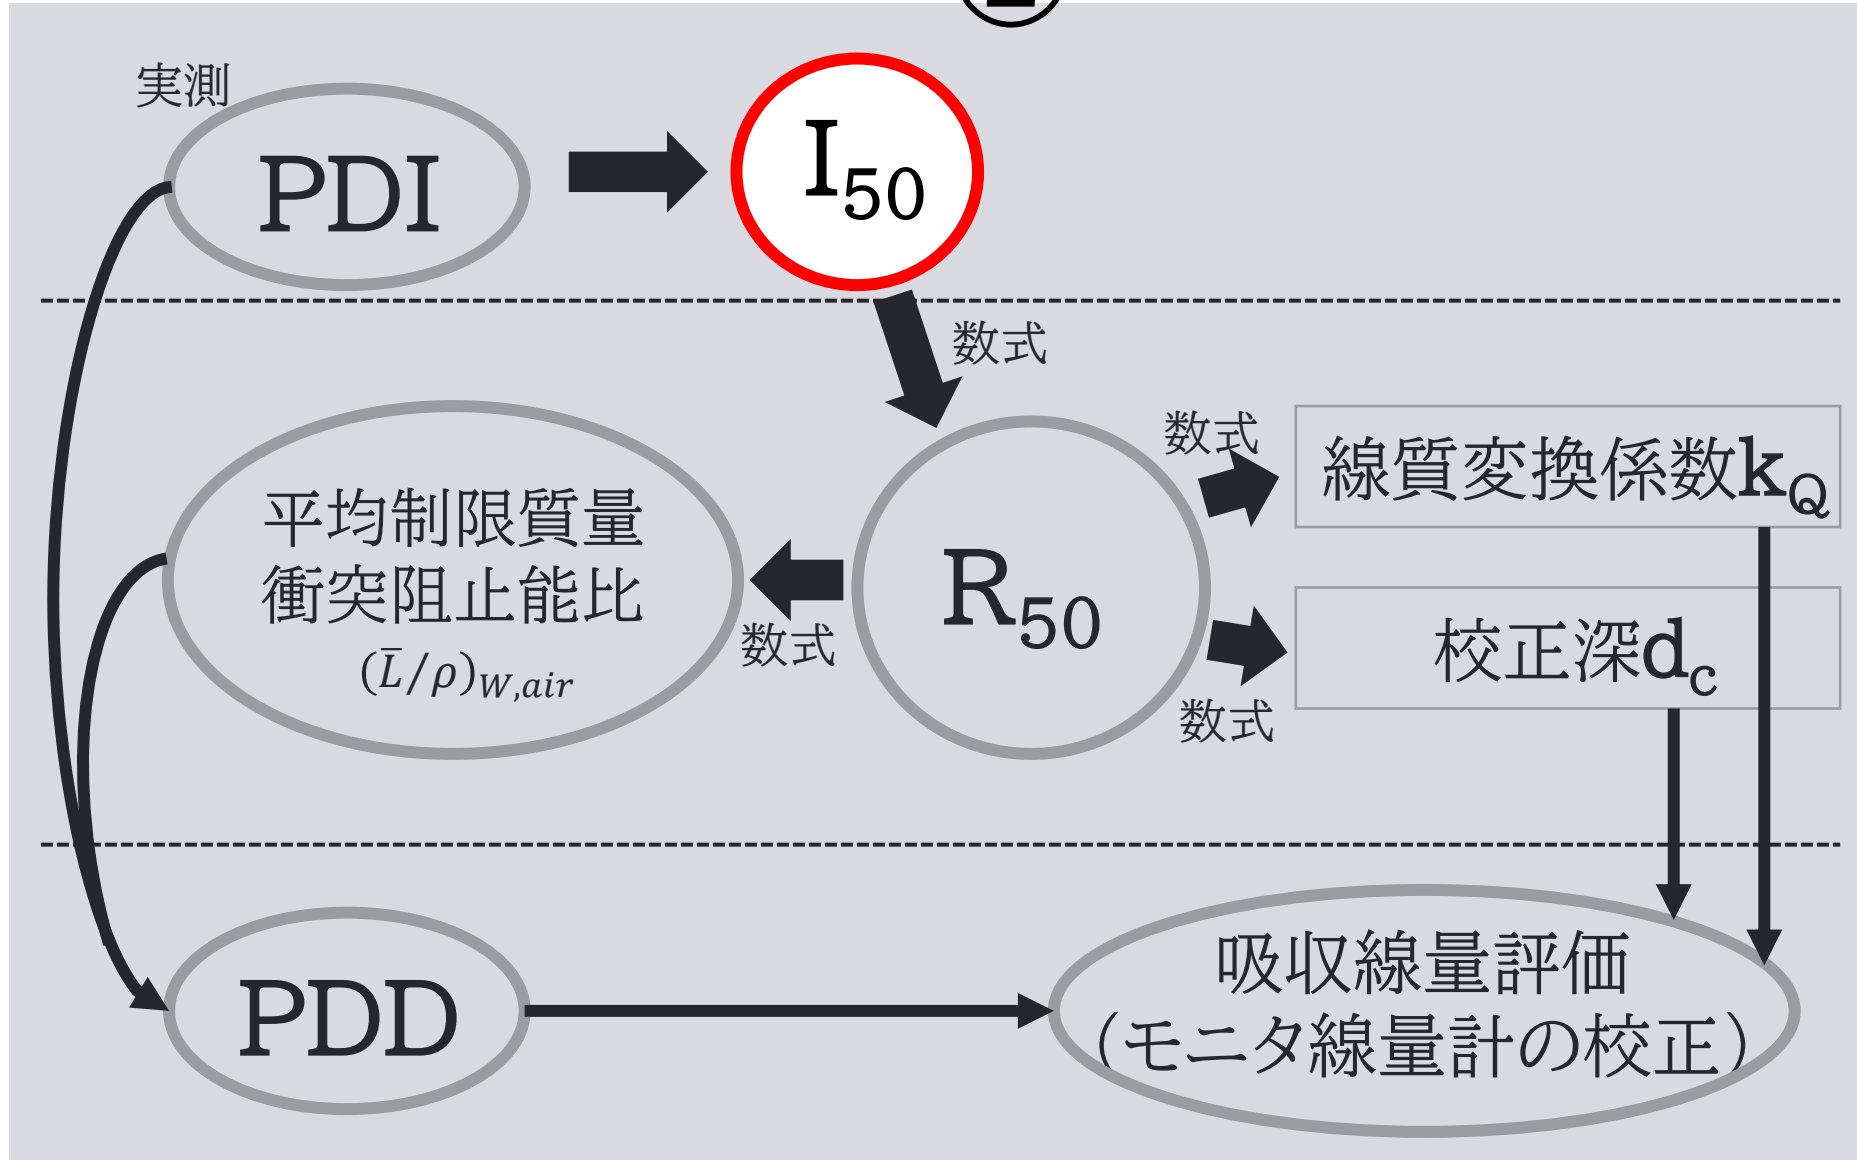 実測
PDI
I₅₀
数式
数式
線質変換係数k_Q
平均制限質量
衝突阻止能比
(L̄/ρ)_{W,air}
数式
R₅₀
校正深d_c
数式
PDD
吸収線量評価
（モニタ線量計の校正）